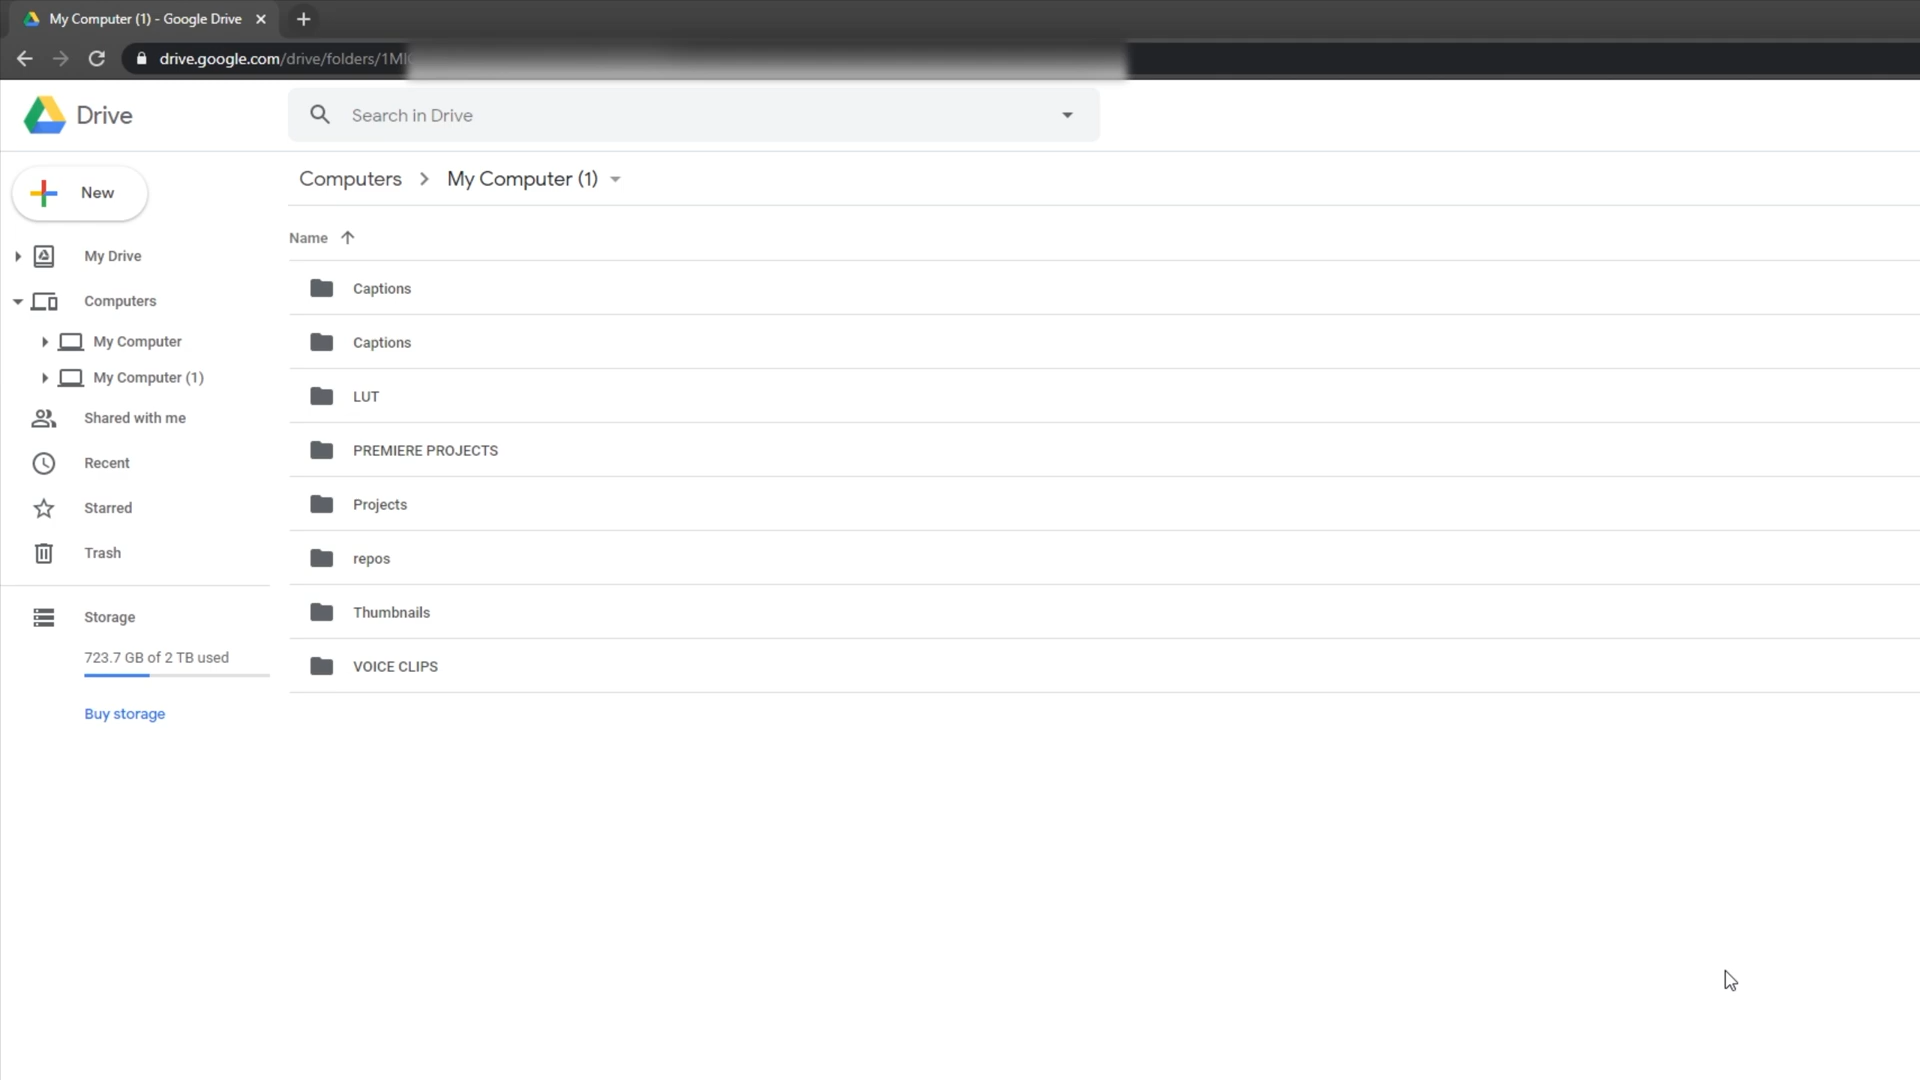 My Computer (1) - Google Drive
drive.google.com/drive/folders/1MI
Drive
Search in Drive
New
Computers
My Computer (1)
Name
My Drive
Computers
My Computer
My Computer (1)
Shared with me
Recent
Starred
Trash
Storage
723.7 GB of 2 TB used
Buy storage
Captions
Captions
LUT
PREMIERE PROJECTS
Projects
repos
Thumbnails
VOICE CLIPS